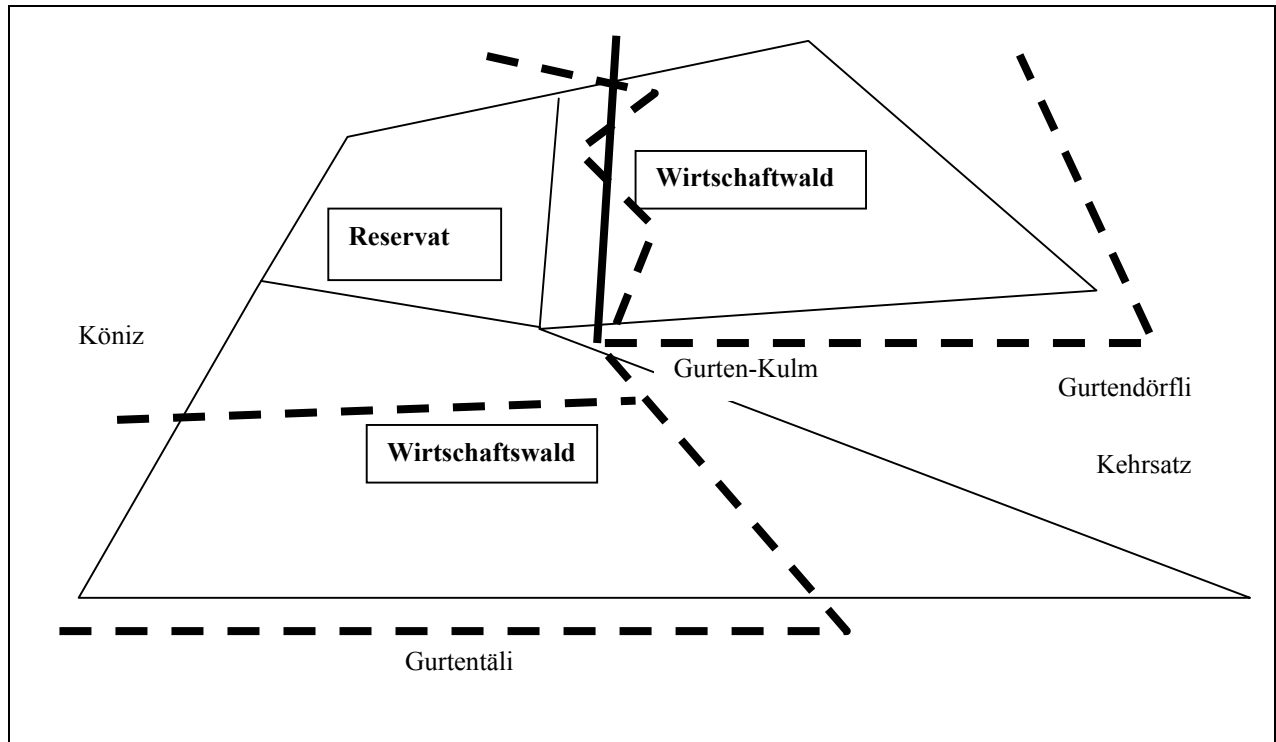 Wirtschaftwald
Reservat
Köniz
Gurten-Kulm
Gurtendörfli
Wirtschaftswald
Kehrsatz
Gurtentäli